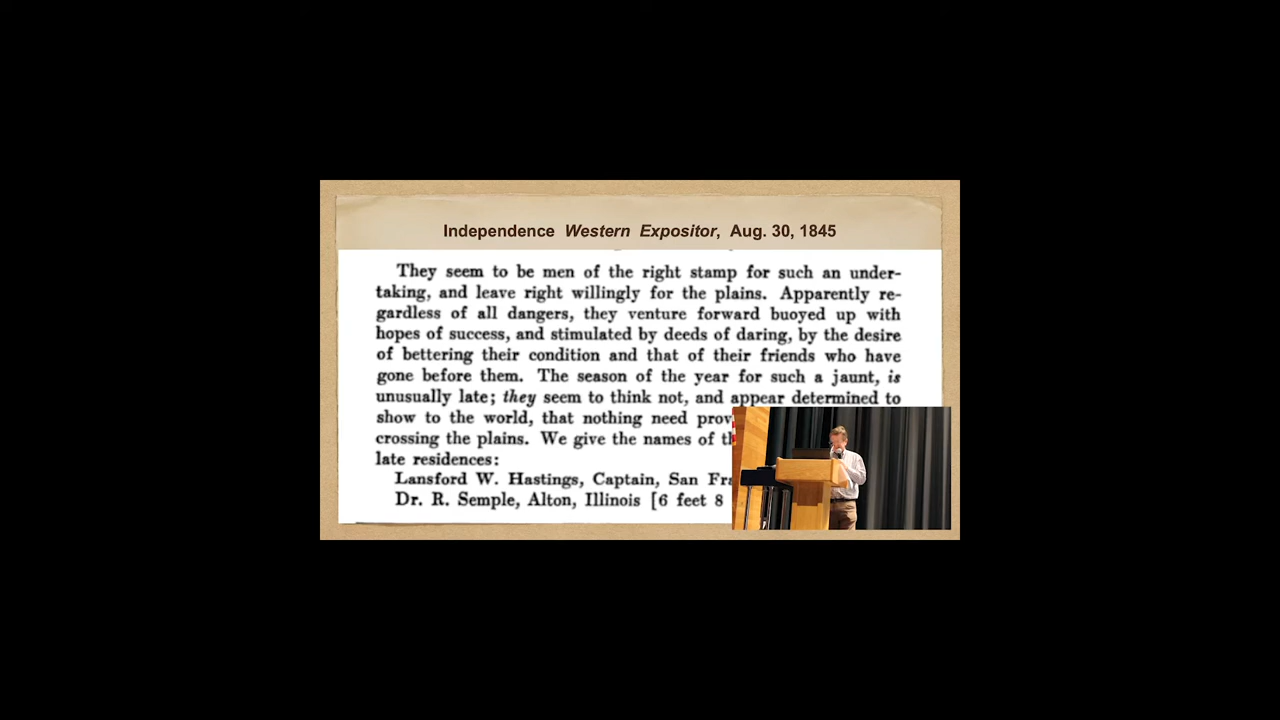 Independence Western Expositor, Aug. 30, 1845
They seem to be men of the right stamp for such an under-
taking, and leave right willingly for the plains. Apparently re-
gardless of all dangers, they venture forward buoyed up with
hopes of success, and stimulated by deeds of daring, by the desire
of bettering their condition and that of their friends who have
gone before them. The season of the year for such a jaunt, is
unusually late; they seem to think not, and appear determined to
show to the world, that nothing need
crossing the plains. We give the names of
late residences:
Lansford W. Hastings, Captain, San
Dr. R. Semple, Alton, Illinois [6 feet 8